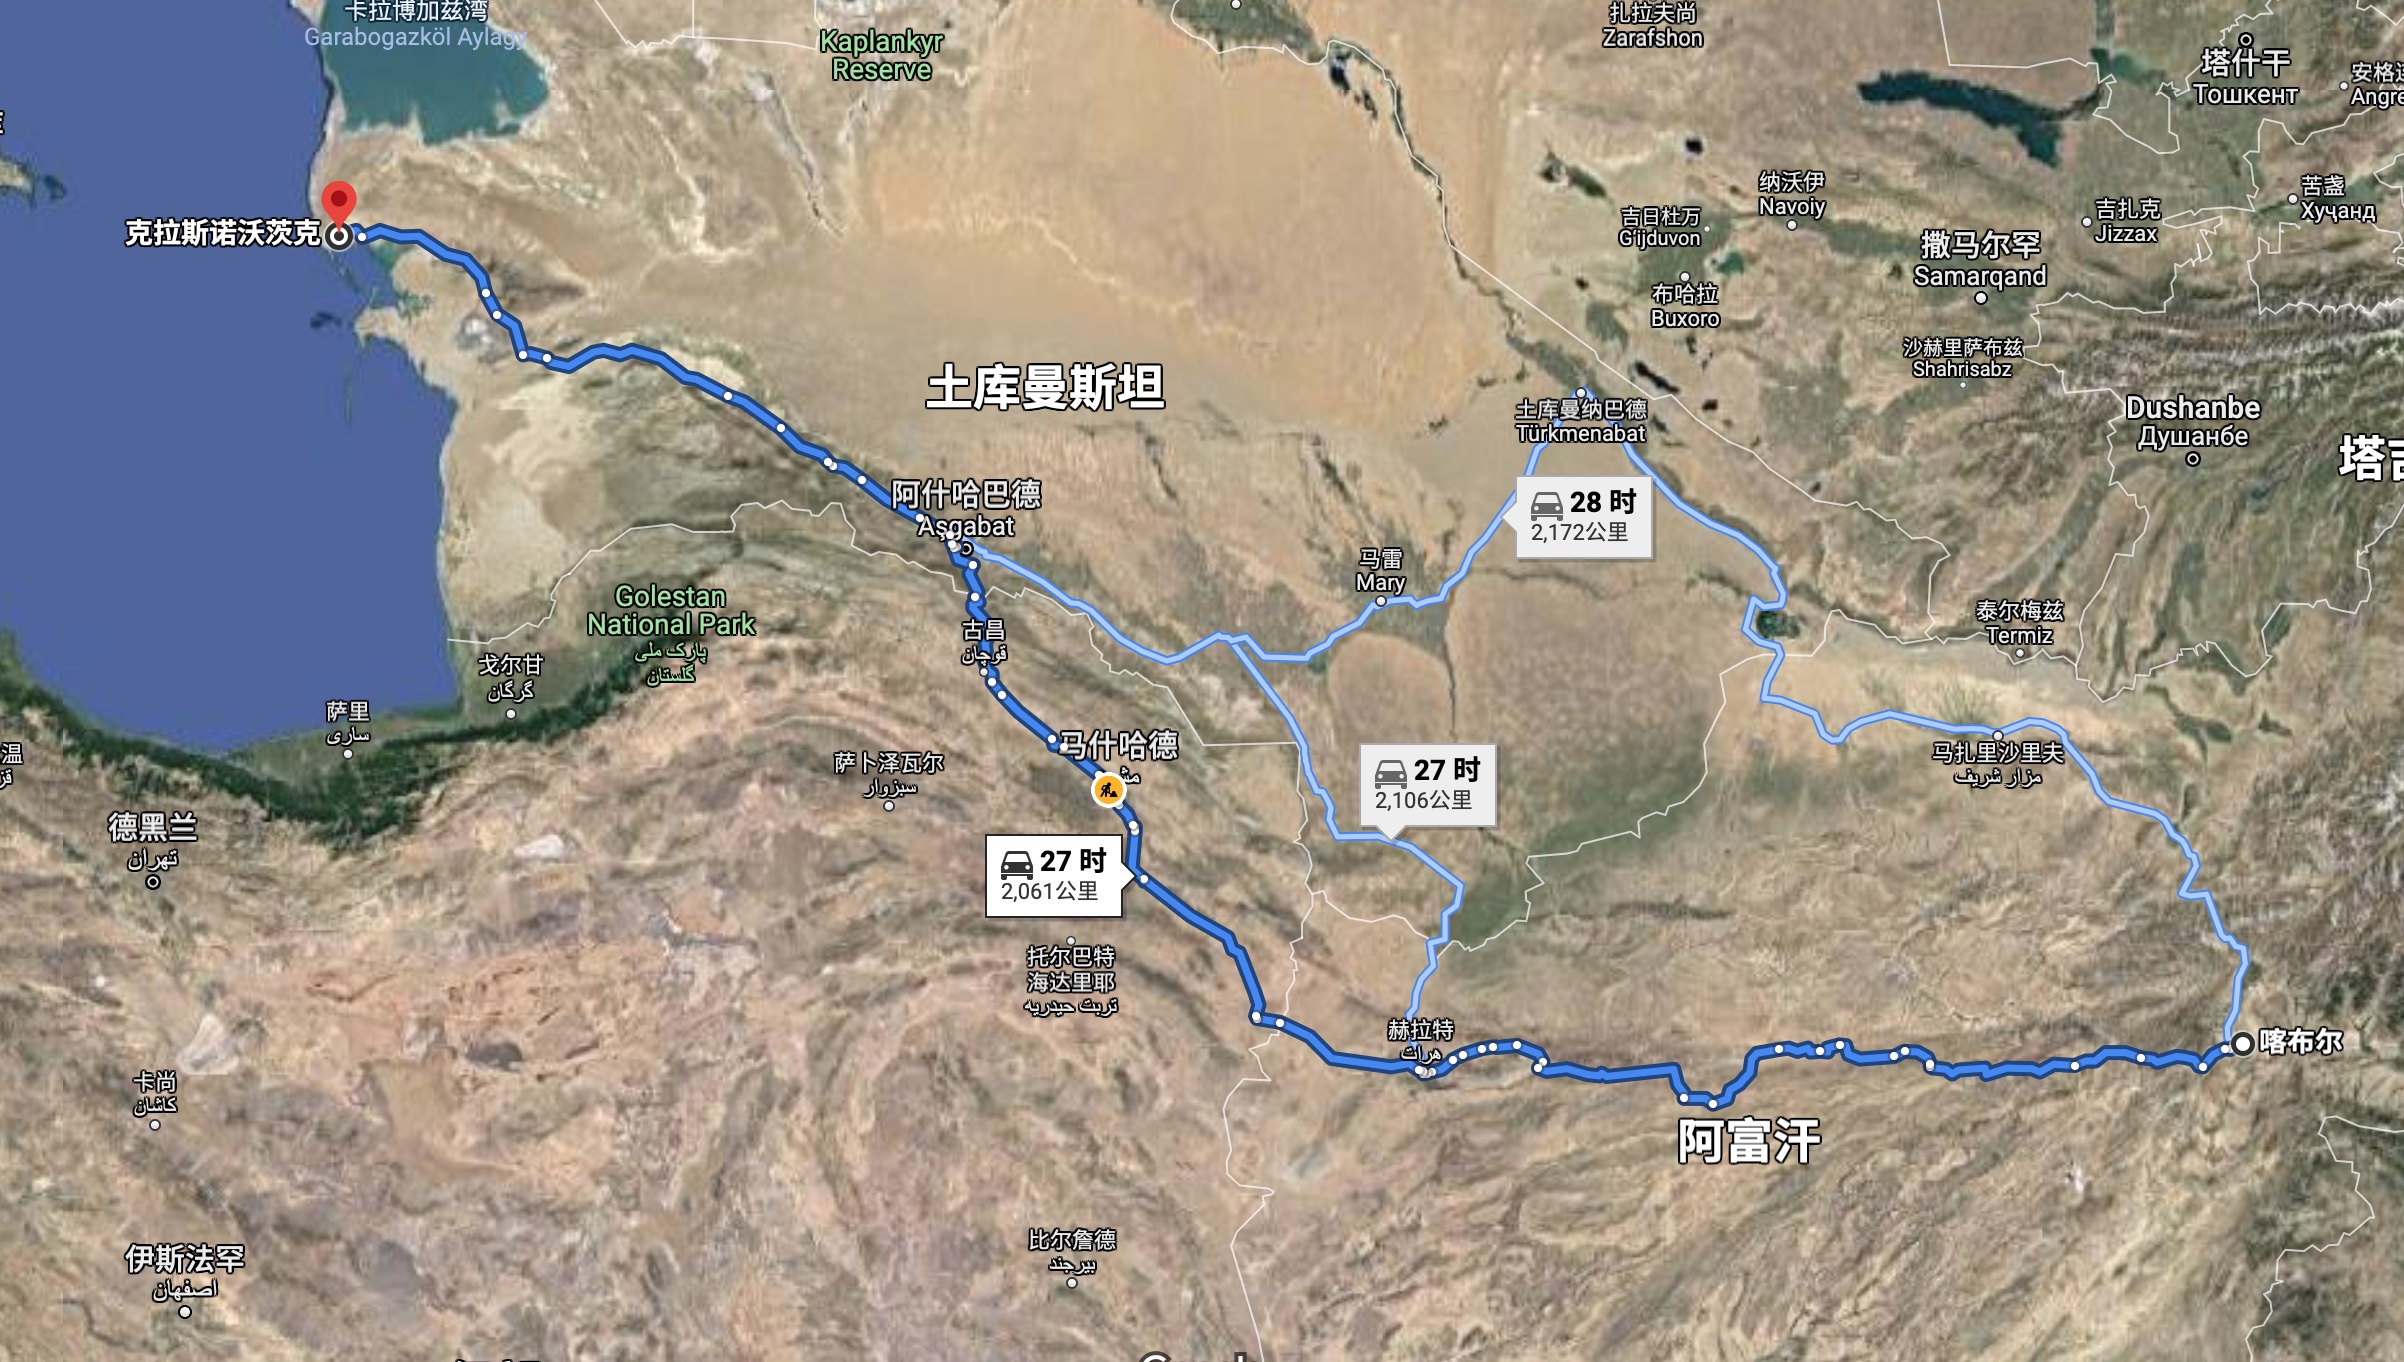 卡拉博加兹湾
Garabogazköl Aylagy
Kaplankyr
Reserve
扎拉夫尚
Zarafshon
塔什干
Тошкент
安格
Angre
纳沃伊
Navoiy
吉日杜万
Gʻijduvon
苦盏
Хуҷанд
吉扎克
Jizzax
撒马尔罕
Samarqand
克拉斯诺沃茨克
布哈拉
Buxoro
沙赫里萨布兹
Shahrisabz
土库曼斯坦
土库曼纳巴德
Türkmenabat
Dushanbe
Душанбе
塔吉
阿什哈巴德
Aşgabat
28 时
2,172公里
马雷
Mary
Golestan
National Park
پارک ملی
گلستان
古昌
قوچان
泰尔梅兹
Termiz
戈尔甘
گرگان
萨里
ساری
温
马什哈德
萨卜泽瓦尔
سبزوار
27 时
2,106公里
马扎里沙里夫
مزار شریف
德黑兰
تهران
27 时
2,061公里
托尔巴特
海达里耶
تربت حیدریه
赫拉特
هرات
喀布尔
卡尚
کاشان
阿富汗
比尔詹德
بیرجند
伊斯法罕
اصفهان